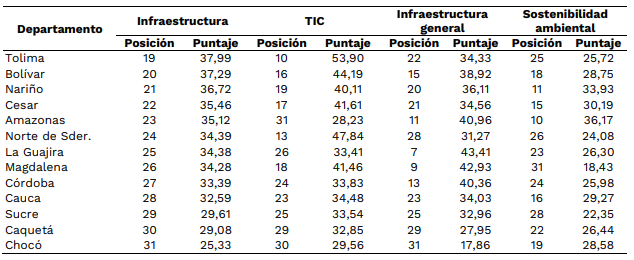 Departamento Infraestructura TIC Infraestructura general Sostenibilidad ambiental
Posición Puntaje Posición Puntaje Posición Puntaje Posición Puntaje
Tolima 19 37,99 10 53,90 22 34,33 25 25,72
Bolívar 20 37,29 16 44,19 15 38,92 18 28,75
Nariño 21 36,72 19 40,11 20 36,11 11 33,93
Cesar 22 35,46 17 41,61 21 34,56 15 30,19
Amazonas 23 35,12 31 28,23 11 40,96 10 36,17
Norte de Sder. 24 34,39 13 47,84 28 31,27 26 24,08
La Guajira 25 34,38 26 33,41 7 43,41 23 26,30
Magdalena 26 34,28 18 41,46 9 42,93 31 18,43
Córdoba 27 33,39 24 33,83 13 40,36 24 25,98
Cauca 28 32,59 23 34,48 23 34,03 16 29,27
Sucre 29 29,61 25 33,54 25 32,96 28 22,35
Caquetá 30 29,08 29 32,85 29 27,95 22 26,44
Chocó 31 25,33 30 29,56 31 17,86 19 28,58